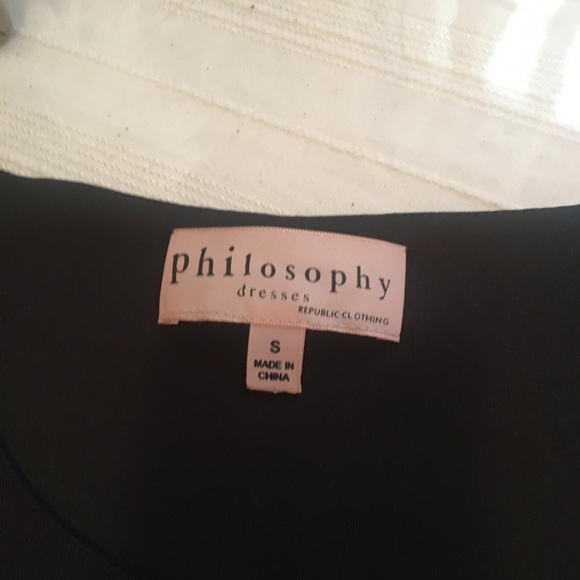 philosophy
dresses
REPUBLIC CLOTHING
S
MADE IN
CHINA